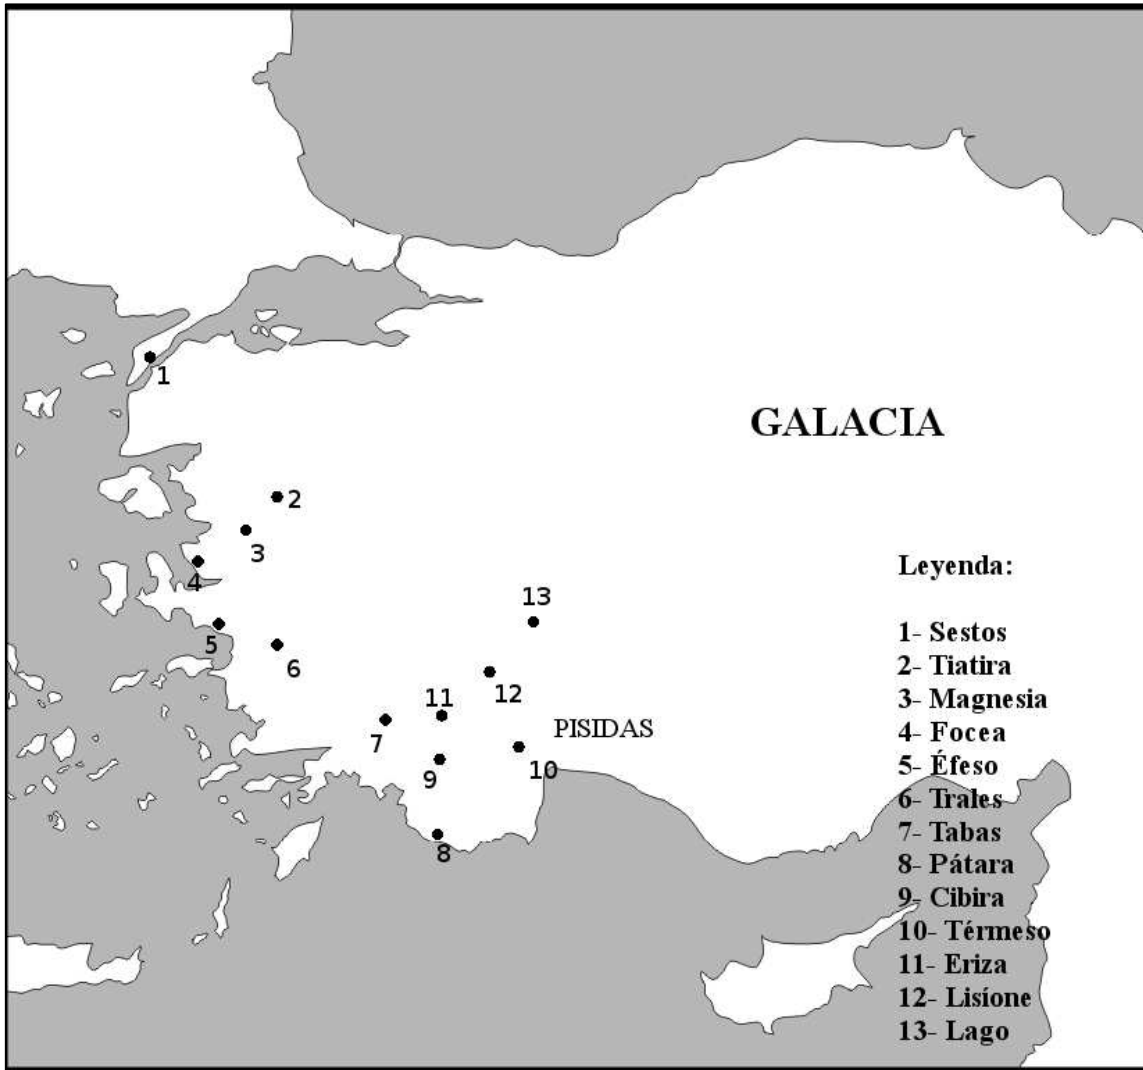 GALACIA
1
2
3
4
5
6
13
12
11
7
PISIDAS
9
10
8
Leyenda:
1- Sestos
2- Tiatira
3- Magnesia
4- Focea
5- Éfeso
6- Trales
7- Tabas
8- Pátara
9- Cibira
10- Térmeso
11- Eriza
12- Lisíone
13- Lago